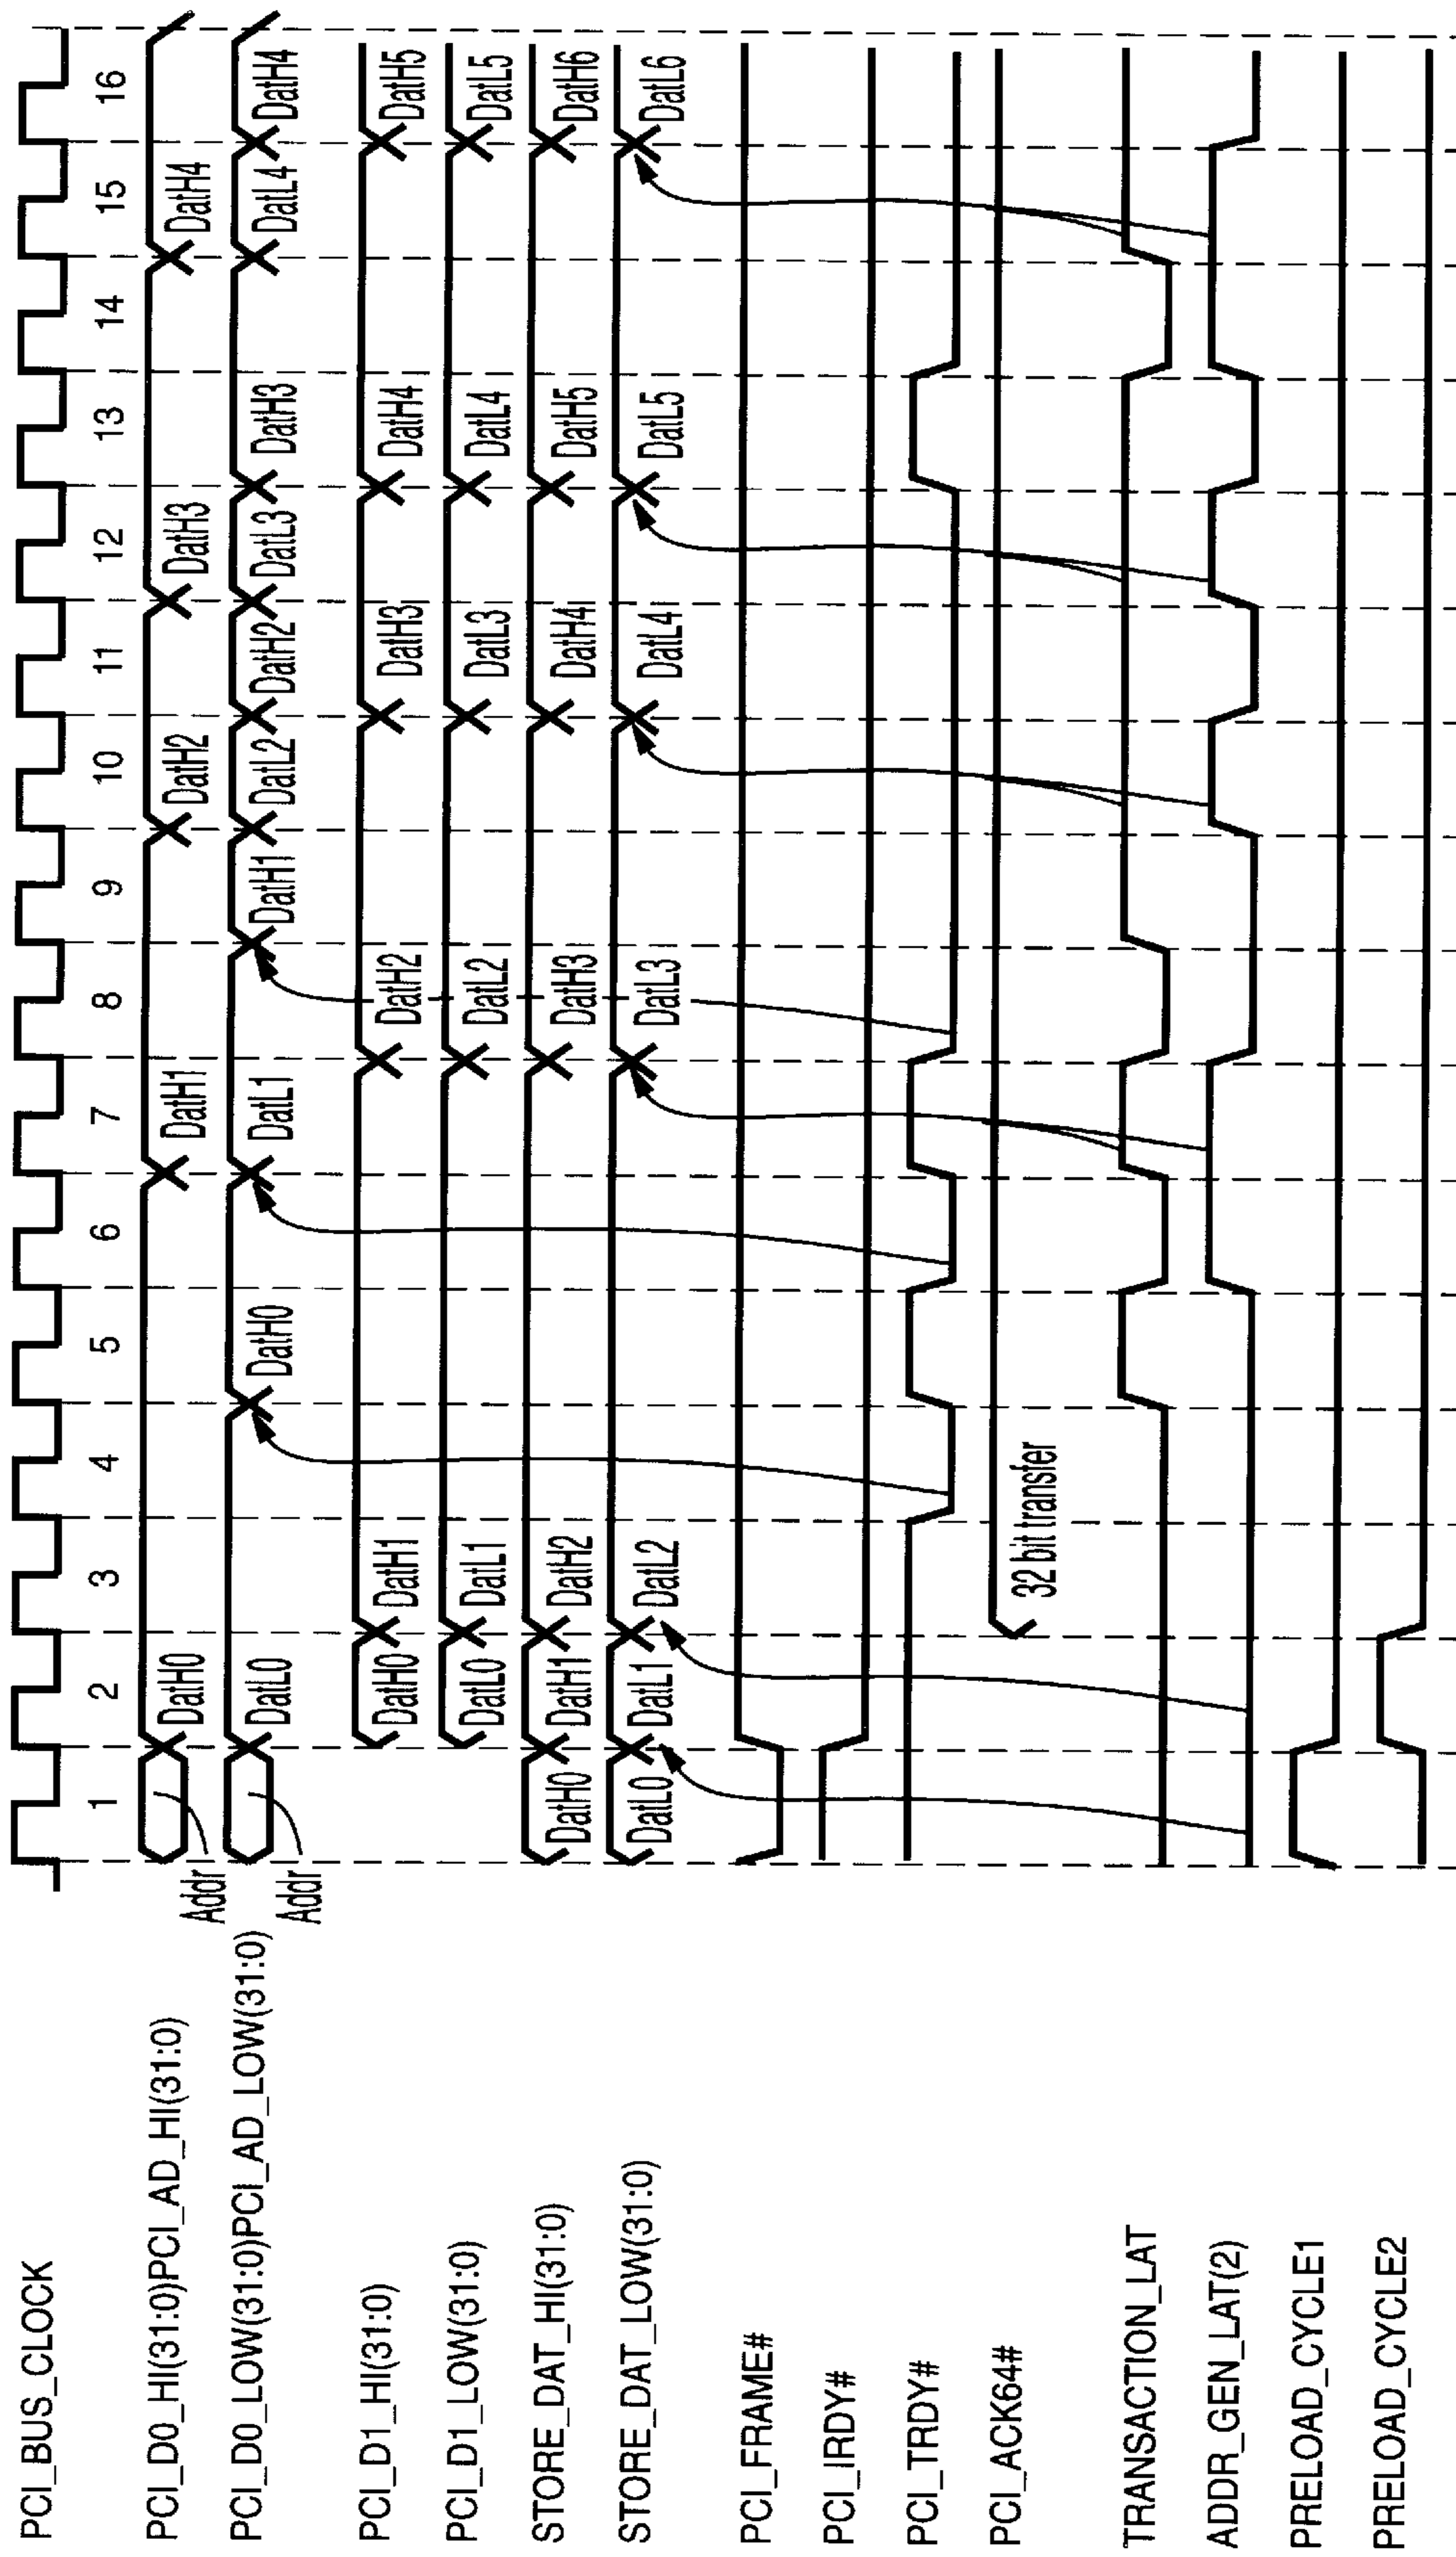 PCI_BUS_CLOCK 1 2 3 4 5 6 7 8 9 10 11 12 13 14 15 16
PCI_D0_HI(31:0)PCI_AD_HI(31:0) Addr DatH0 DatH1 DatH2 DatH3 DatH4
PCI_D0_LOW(31:0)PCI_AD_LOW(31:0) Addr DatL0 DatH0 DatL1 DatH1 DatL2 DatH2 DatL3 DatH3 DatL4 DatH4
PCI_D1_HI(31:0) DatH0 DatH1 DatH2 DatH3 DatH4 DatH5
PCI_D1_LOW(31:0) DatL0 DatL1 DatL2 DatL3 DatL4 DatL5
STORE_DAT_HI(31:0) DatH0 DatH1 DatH2 DatH3 DatH4 DatH5 DatH6
STORE_DAT_LOW(31:0) DatL0 DatL1 DatL2 DatL3 DatL4 DatL5 DatL6
PCI_FRAME#
PCI_IRDY#
PCI_TRDY#
PCI_ACK64# 32 bit transfer
TRANSACTION_LAT
ADDR_GEN_LAT(2)
PRELOAD_CYCLE1
PRELOAD_CYCLE2